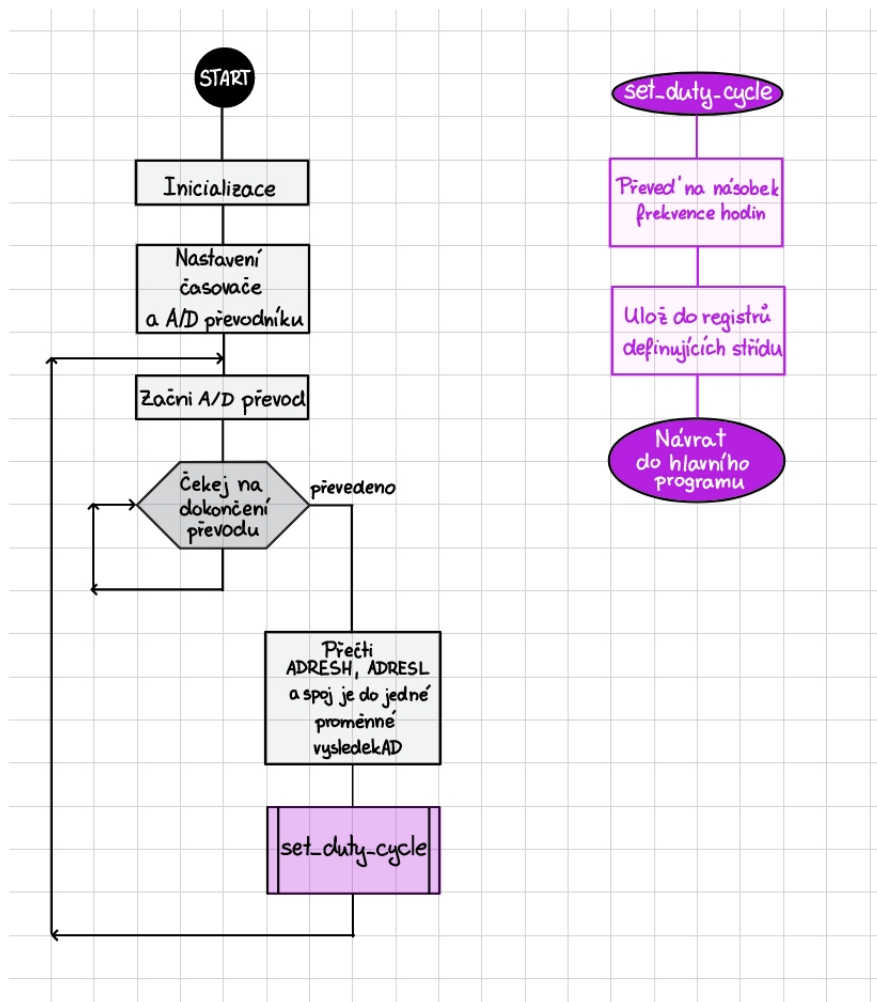 START
Inicializace
Nastavení
časovače
a A/D převodníku
Začni A/D převod
Čekej na
dokončení
převodu
převedeno
Přečti
ADRESH, ADRESL
a spoj je do jedné
proměnné
vysledekAD
set_duty_cycle
set_duty_cycle
Převeď na násobek
frekvence hodin
Ulož do registrů
definujících střídu
Návrat
do hlavního
programu